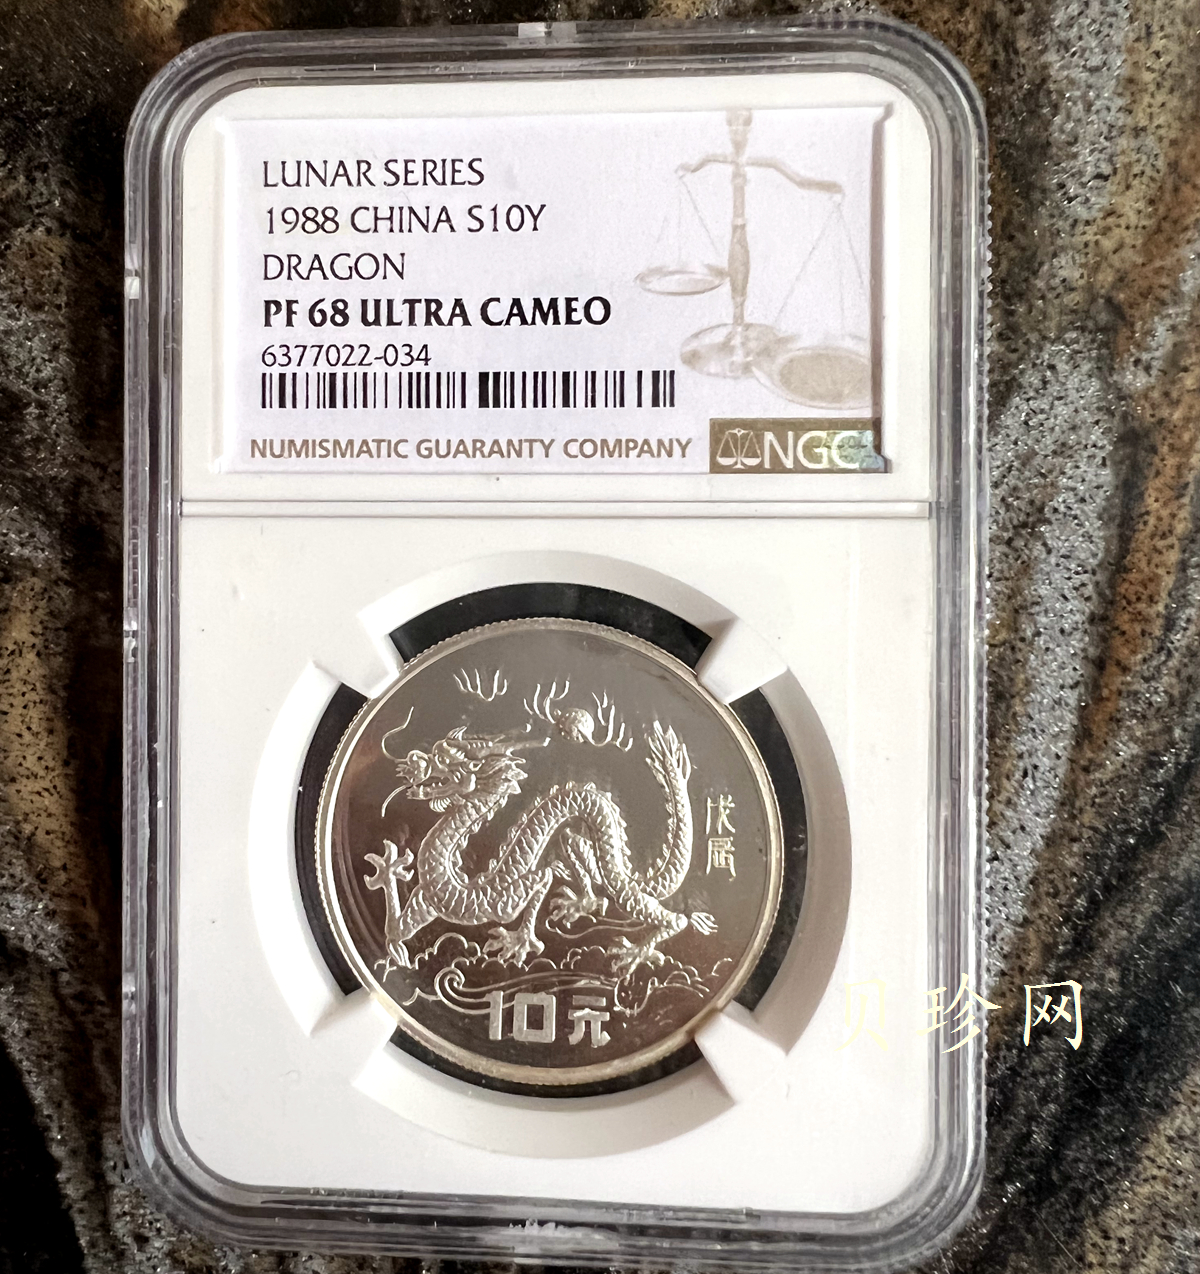 LUNAR SERIES
1988 CHINA S10Y
DRAGON
PF 68 ULTRA CAMEO
6377022-034
NUMISMATIC GUARANTY COMPANY
NGC
戊
辰
10元
贝珍网